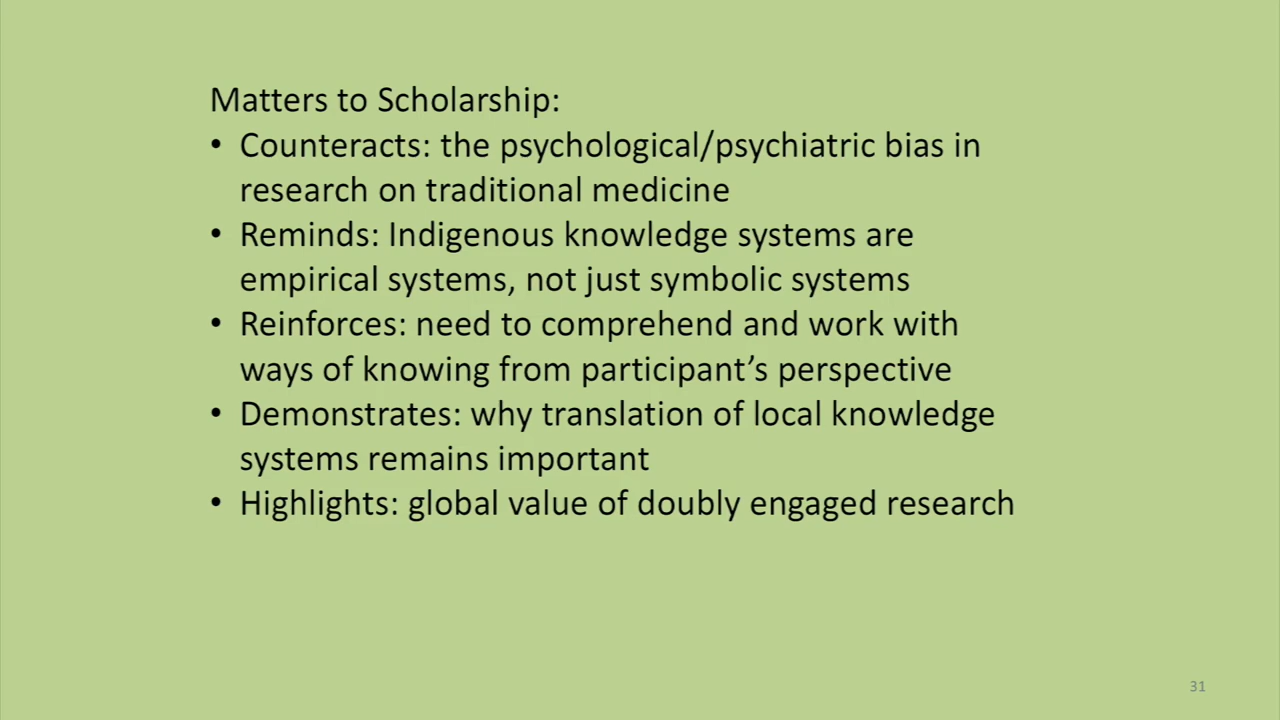 Matters to Scholarship:
• Counteracts: the psychological/psychiatric bias in
research on traditional medicine
• Reminds: Indigenous knowledge systems are
empirical systems, not just symbolic systems
• Reinforces: need to comprehend and work with
ways of knowing from participant’s perspective
• Demonstrates: why translation of local knowledge
systems remains important
• Highlights: global value of doubly engaged research
31